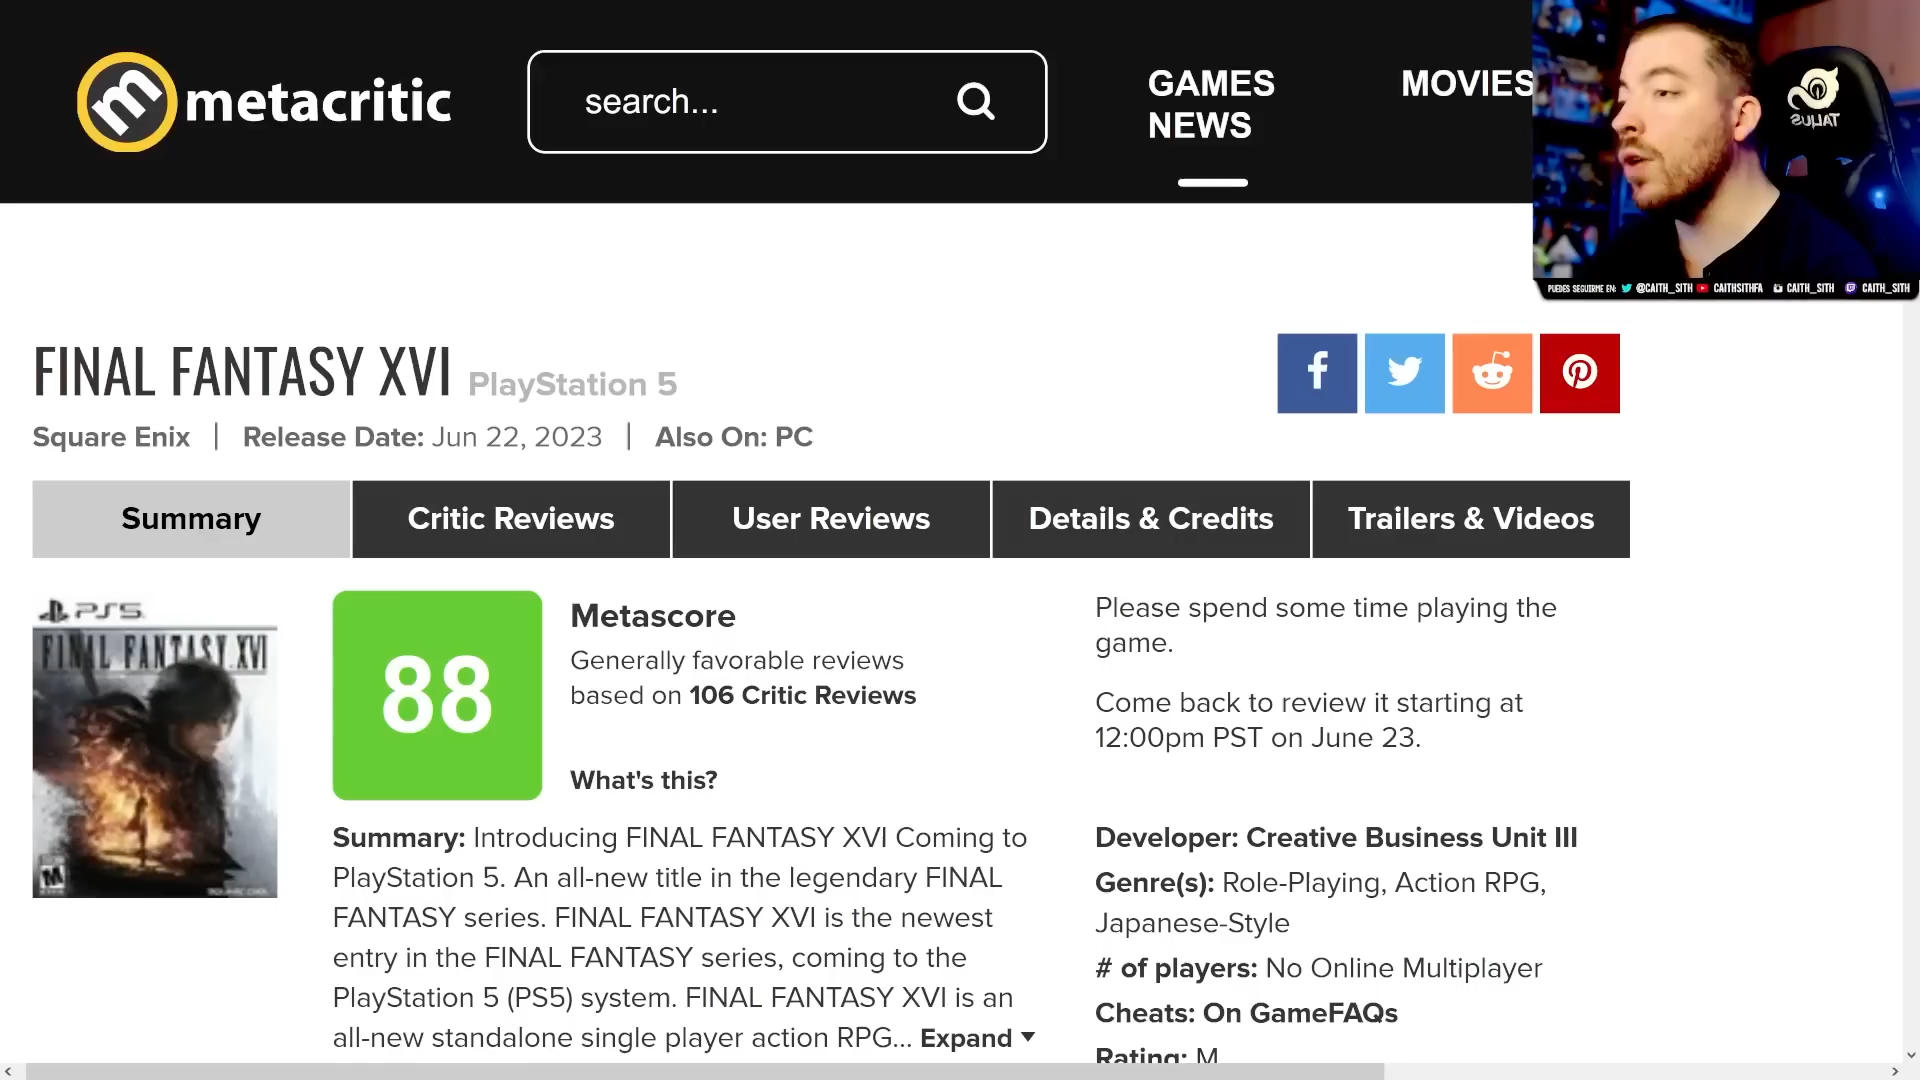 metacritic
search...
GAMES
NEWS
MOVIES
TALIUS
PUEDES SEGUIRME EN: @CAITH_SITH CAITHSITHFA CAITH_SITH CAITH_SITH
FINAL FANTASY XVI PlayStation 5
Square Enix | Release Date: Jun 22, 2023 | Also On: PC
Summary
Critic Reviews
User Reviews
Details & Credits
Trailers & Videos
PS5
FINAL FANTASY XVI
M
SQUARE ENIX
88
Metascore
Generally favorable reviews
based on 106 Critic Reviews
What's this?
Summary: Introducing FINAL FANTASY XVI Coming to
PlayStation 5. An all-new title in the legendary FINAL
FANTASY series. FINAL FANTASY XVI is the newest
entry in the FINAL FANTASY series, coming to the
PlayStation 5 (PS5) system. FINAL FANTASY XVI is an
all-new standalone single player action RPG... Expand
Please spend some time playing the
game.
Come back to review it starting at
12:00pm PST on June 23.
Developer: Creative Business Unit III
Genre(s): Role-Playing, Action RPG,
Japanese-Style
# of players: No Online Multiplayer
Cheats: On GameFAQs
Rating: M